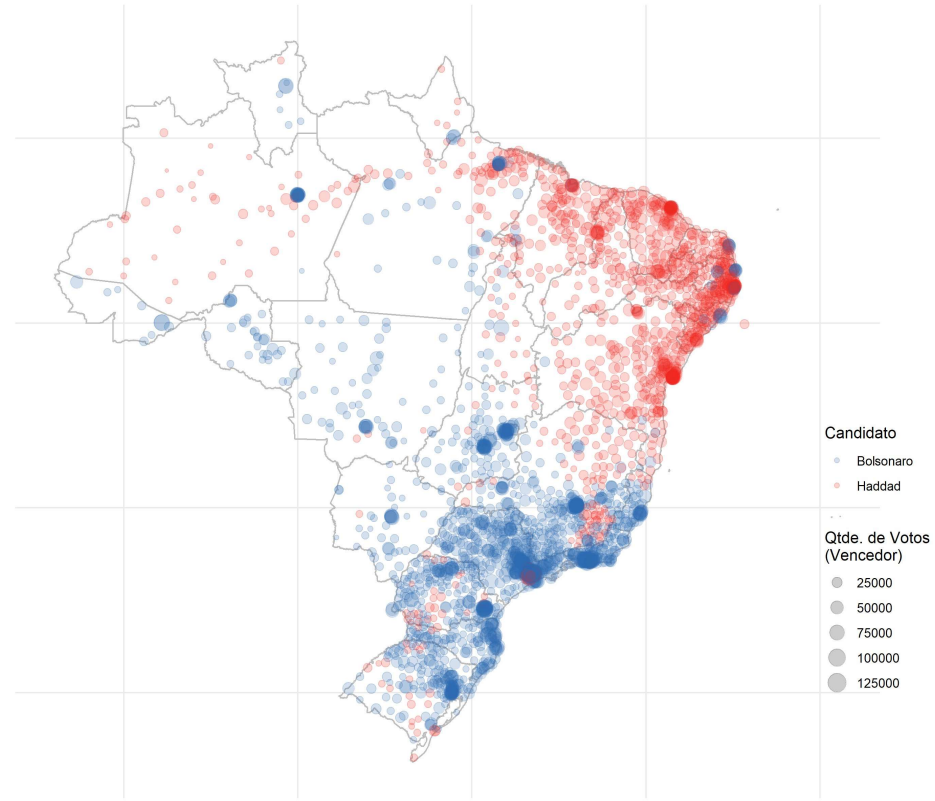 Candidato
Bolsonaro
Haddad
Qtde. de Votos
(Vencedor)
25000
50000
75000
100000
125000